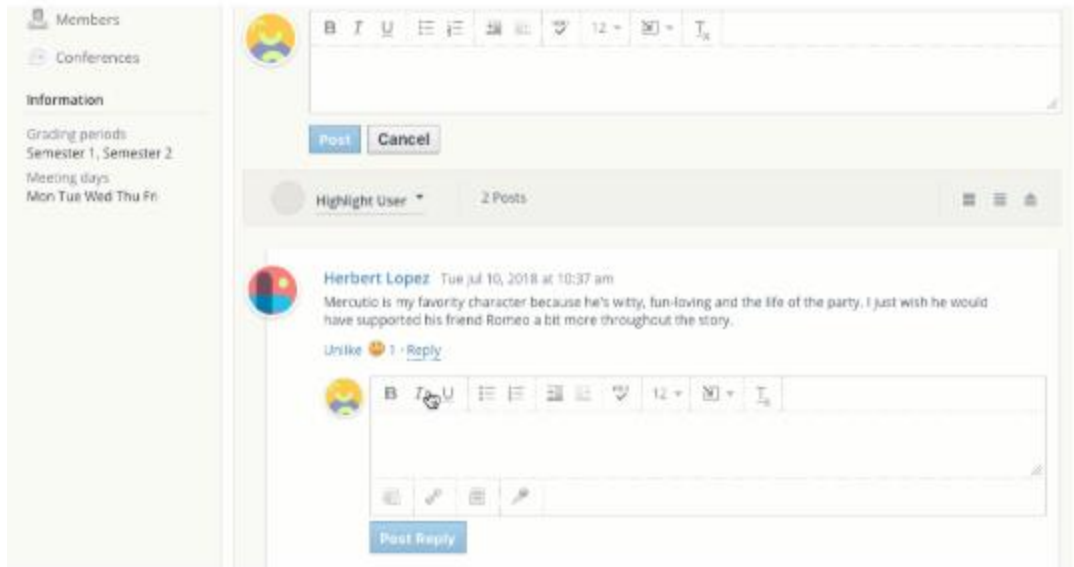 Members
Conferences
Information
Grading periods
Semester 1, Semester 2
Meeting days
Mon Tue Wed Thu Fri
B I U 12
Post Cancel
Highlight User 2 Posts
Herbert Lopez Tue Jul 10, 2018 at 10:37 am
Mercutio is my favority character because he's witty, fun-loving and the life of the party. I just wish he would
have supported his friend Romeo a bit more throughout the story.
Unlike 1 · Reply
B I U 12
Post Reply